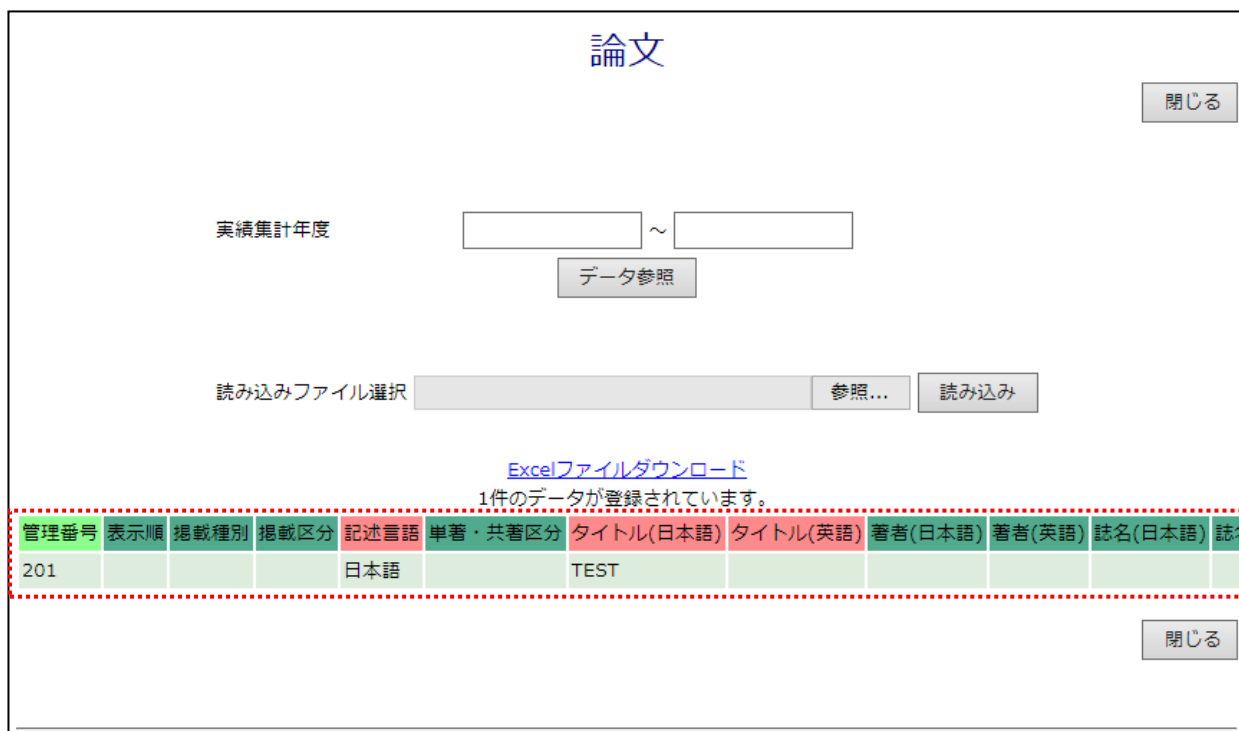 論文
閉じる
実績集計年度 ～
データ参照
読み込みファイル選択 参照... 読み込み
Excelファイルダウンロード
1件のデータが登録されています。
管理番号 表示順 掲載種別 掲載区分 記述言語 単著・共著区分 タイトル(日本語) タイトル(英語) 著者(日本語) 著者(英語) 誌名(日本語)
201 日本語 TEST
閉じる